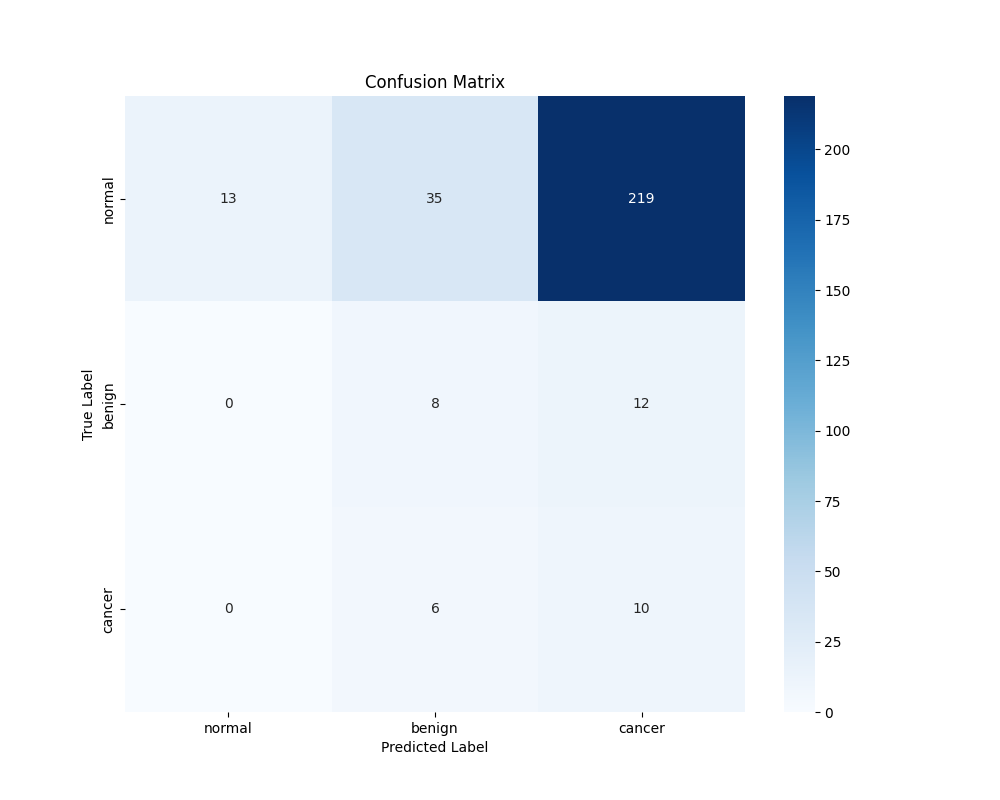 Confusion Matrix
True Label
normal
13 35 219
benign
0 8 12
cancer
0 6 10
normal benign cancer
Predicted Label
200
175
150
125
100
75
50
25
0